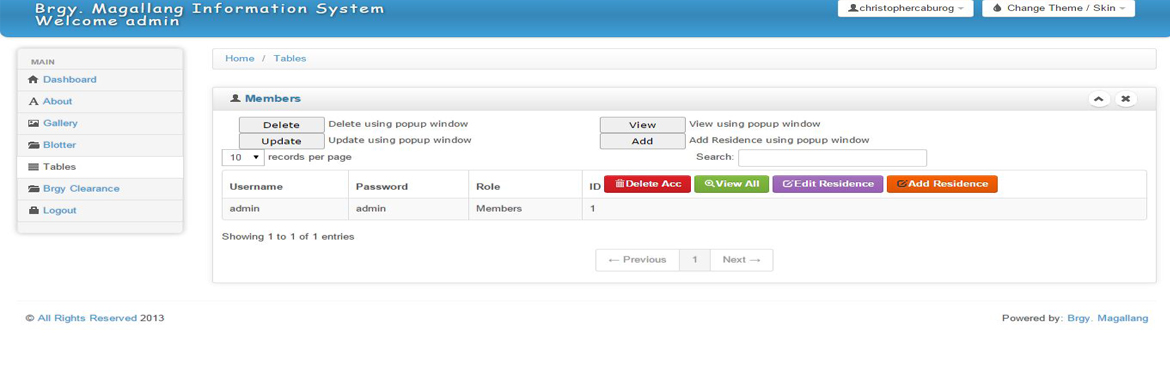 Brgy. Magallang Information System
Welcome admin
christophercaburog
Change Theme / Skin
MAIN
Dashboard
About
Gallery
Blotter
Tables
Brgy Clearance
Logout
Home / Tables
Members
Delete Delete using popup window View View using popup window
Update Update using popup window Add Add Residence using popup window
10 records per page Search:
Username Password Role ID Delete Acc View All Edit Residence Add Residence
admin admin Members 1
Showing 1 to 1 of 1 entries
← Previous 1 Next →
© All Rights Reserved 2013 Powered by: Brgy. Magallang